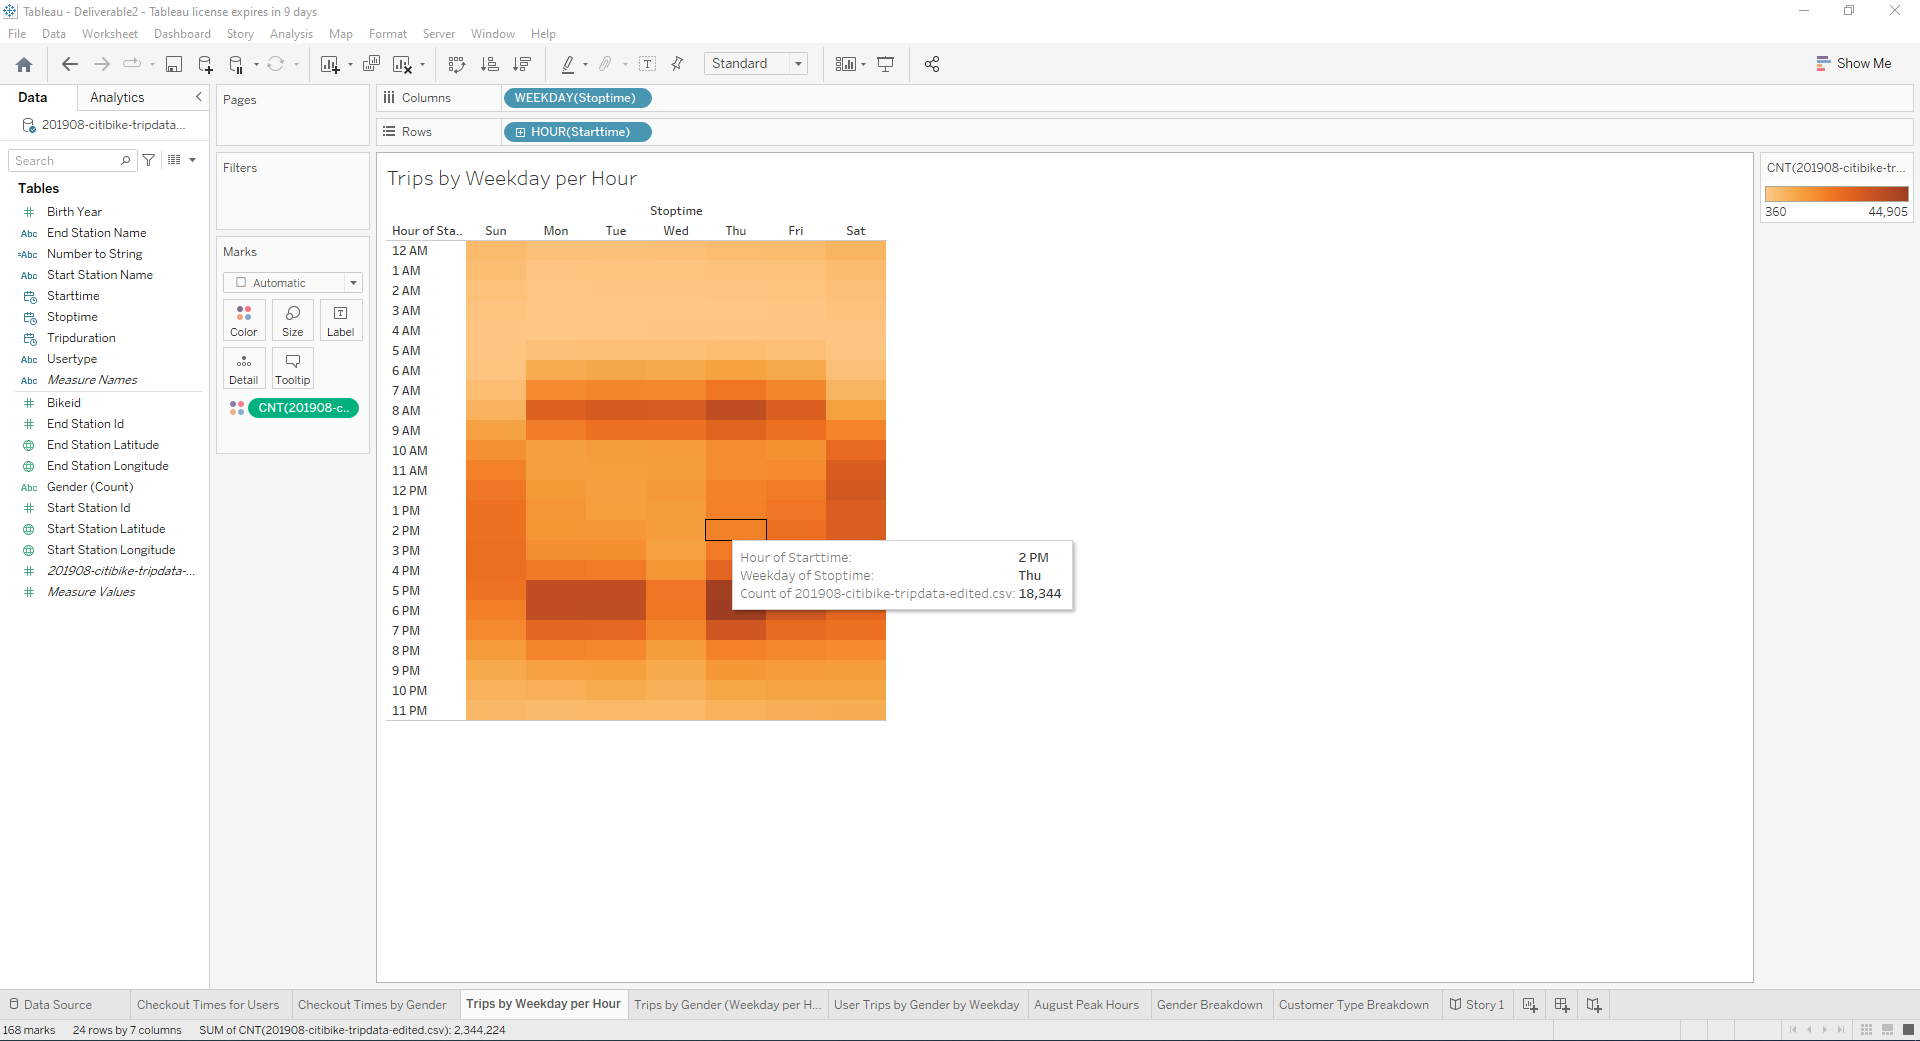 Tableau - Deliverable2 - Tableau license expires in 9 days
File Data Worksheet Dashboard Story Analysis Map Format Server Window Help
Standard
Show Me
Data Analytics
201908-citibike-tripdata...
Search
Tables
# Birth Year
Abc End Station Name
=Abc Number to String
Abc Start Station Name
Starttime
Stoptime
Tripduration
Abc Usertype
Abc Measure Names
# Bikeid
# End Station Id
End Station Latitude
End Station Longitude
Abc Gender (Count)
# Start Station Id
Start Station Latitude
Start Station Longitude
# 201908-citibike-tripdata-...
# Measure Values
Pages
Filters
Marks
Automatic
Color Size Label
Detail Tooltip
CNT(201908-c..
Columns WEEKDAY(Stoptime)
Rows HOUR(Starttime)
Trips by Weekday per Hour
Stoptime
Hour of Sta.. Sun Mon Tue Wed Thu Fri Sat
12 AM
1 AM
2 AM
3 AM
4 AM
5 AM
6 AM
7 AM
8 AM
9 AM
10 AM
11 AM
12 PM
1 PM
2 PM
3 PM
4 PM
5 PM
6 PM
7 PM
8 PM
9 PM
10 PM
11 PM
Hour of Starttime: 2 PM
Weekday of Stoptime: Thu
Count of 201908-citibike-tripdata-edited.csv: 18,344
CNT(201908-citibike-tr...
360 44,905
Data Source Checkout Times for Users Checkout Times by Gender Trips by Weekday per Hour Trips by Gender (Weekday per H... User Trips by Gender by Weekday August Peak Hours Gender Breakdown Customer Type Breakdown Story 1
168 marks 24 rows by 7 columns SUM of CNT(201908-citibike-tripdata-edited.csv): 2,344,224